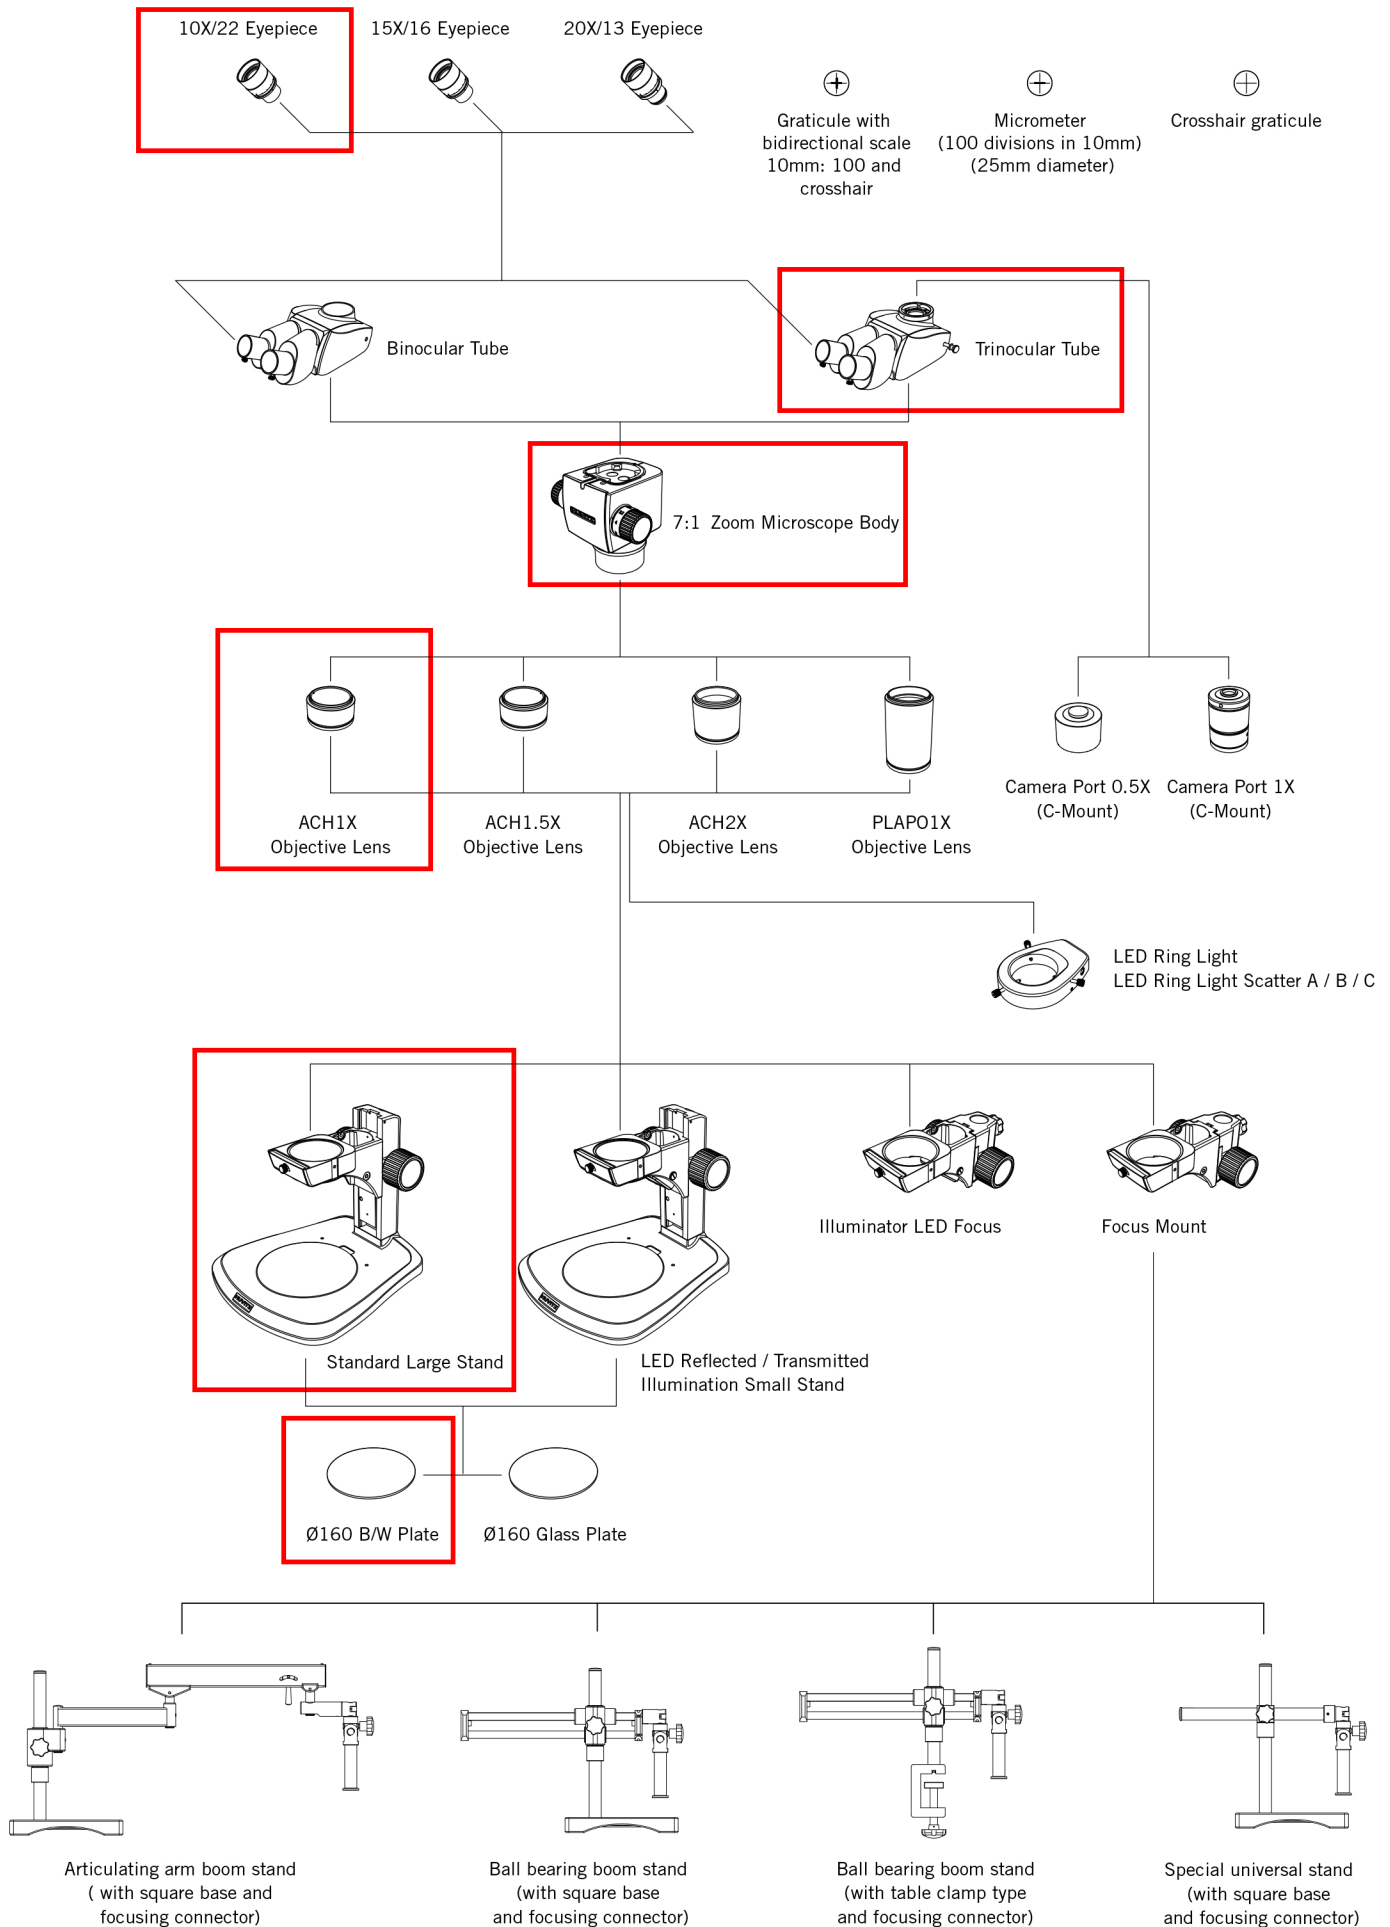 10X/22 Eyepiece
15X/16 Eyepiece
20X/13 Eyepiece
Graticule with
bidirectional scale
10mm: 100 and
crosshair
Micrometer
(100 divisions in 10mm)
(25mm diameter)
Crosshair graticule
Binocular Tube
Trinocular Tube
7:1 Zoom Microscope Body
ACH1X
Objective Lens
ACH1.5X
Objective Lens
ACH2X
Objective Lens
PLAPO1X
Objective Lens
Camera Port 0.5X
(C-Mount)
Camera Port 1X
(C-Mount)
LED Ring Light
LED Ring Light Scatter A / B / C
Illuminator LED Focus
Focus Mount
Standard Large Stand
LED Reflected / Transmitted
Illumination Small Stand
Ø160 B/W Plate
Ø160 Glass Plate
Articulating arm boom stand
( with square base and
focusing connector)
Ball bearing boom stand
(with square base
and focusing connector)
Ball bearing boom stand
(with table clamp type
and focusing connector)
Special universal stand
(with square base
and focusing connector)